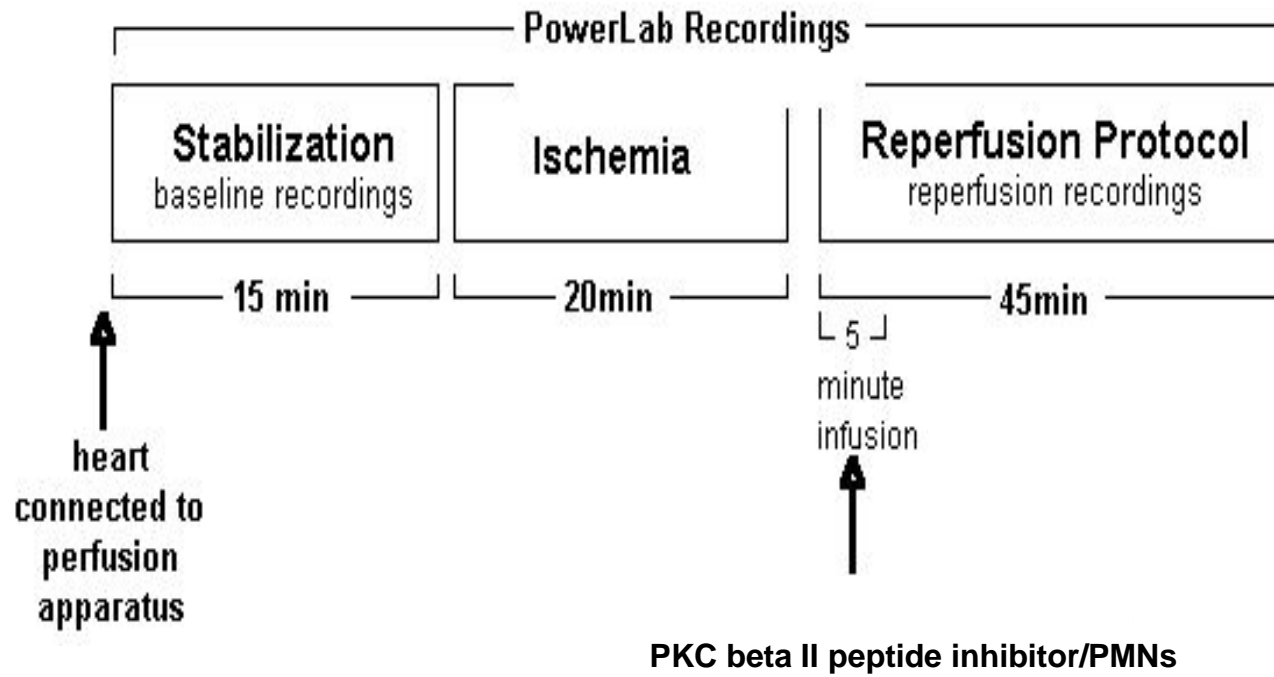 PowerLab Recordings
Stabilization
baseline recordings
Ischemia
Reperfusion Protocol
reperfusion recordings
15 min
20min
45min
5
minute
infusion
heart
connected to
perfusion
apparatus
PKC beta II peptide inhibitor/PMNs